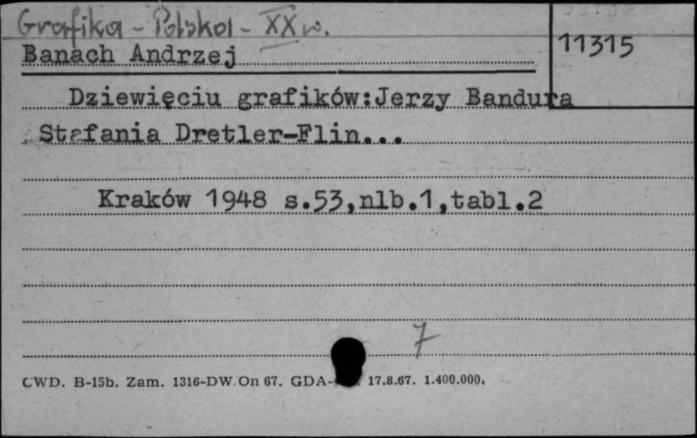 Grafika - Polska - XX w.
11315
Banach Andrzej
Dziewięciu grafików:Jerzy Bandura
Stefania Dretler-Flin...
Kraków 1948 s.53,nlb.1,tabl.2
7
CWD. B-15b. Zam. 1316-DW. On 67. GDA- 17.8.67. 1.400.000.